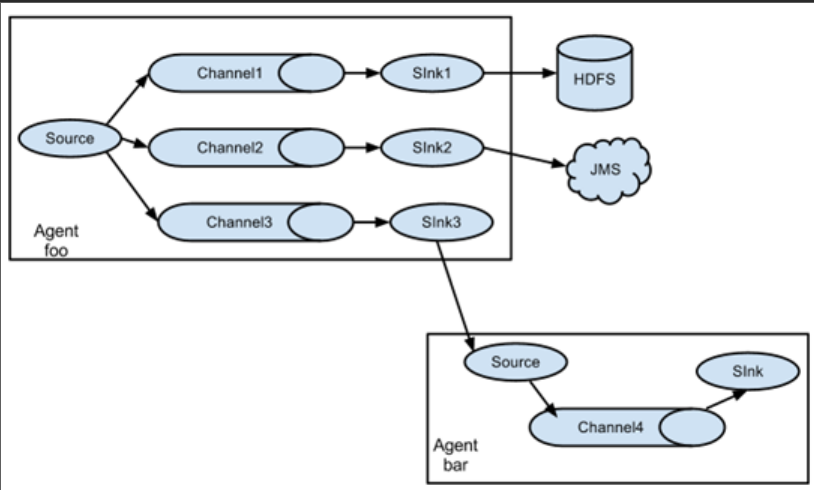 Channel1
SInk1
HDFS
Source
Channel2
SInk2
JMS
Channel3
SInk3
Agent
foo
Source
SInk
Channel4
Agent
bar